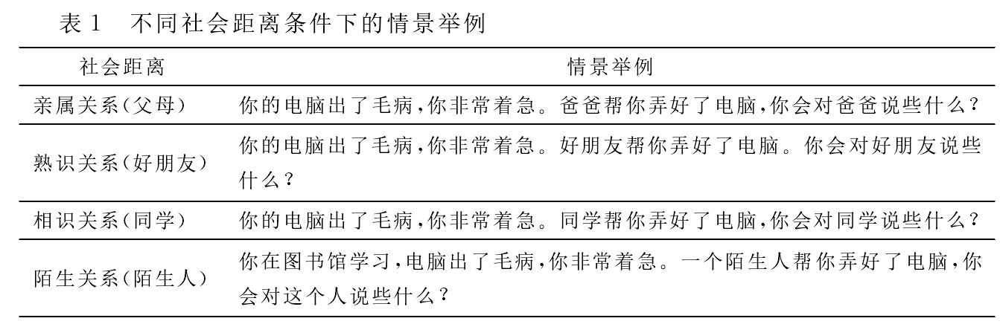 表1 不同社会距离条件下的情景举例
社会距离 情景举例
亲属关系(父母) 你的电脑出了毛病,你非常着急。爸爸帮你弄好了电脑,你会对爸爸说些什么?
熟识关系(好朋友) 你的电脑出了毛病,你非常着急。好朋友帮你弄好了电脑。你会对好朋友说些
什么?
相识关系(同学) 你的电脑出了毛病,你非常着急。同学帮你弄好了电脑,你会对同学说些什么?
陌生关系(陌生人) 你在图书馆学习,电脑出了毛病,你非常着急。一个陌生人帮你弄好了电脑,你
会对这个人说些什么?